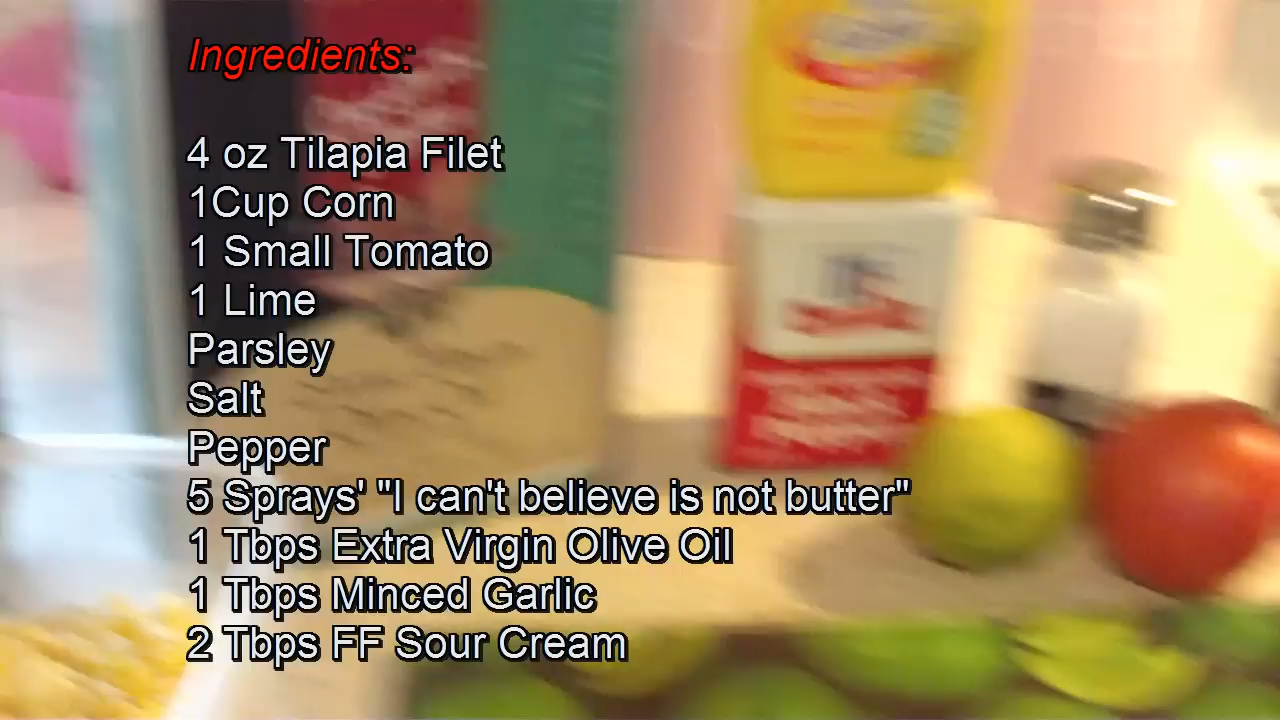 Ingredients:
4 oz Tilapia Filet
1Cup Corn
1 Small Tomato
1 Lime
Parsley
Salt
Pepper
5 Sprays' "I can't believe is not butter"
1 Tbps Extra Virgin Olive Oil
1 Tbps Minced Garlic
2 Tbps FF Sour Cream